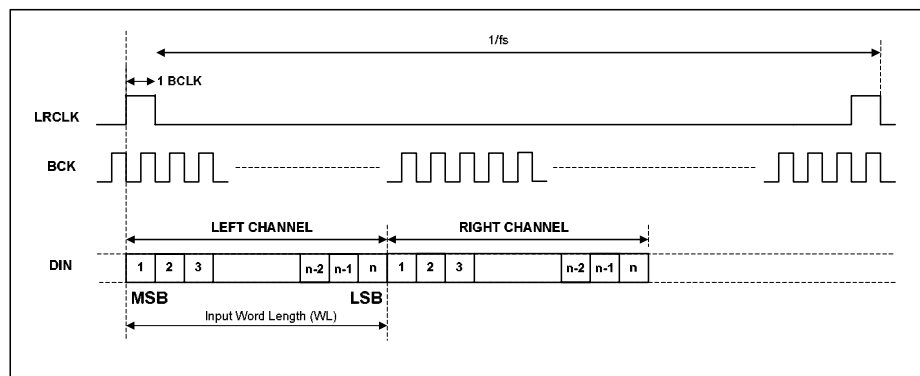 1/fs
1 BCLK
LRCLK
BCK
LEFT CHANNEL RIGHT CHANNEL
DIN 1 2 3 n-2 n-1 n 1 2 3 n-2 n-1 n
MSB LSB
Input Word Length (WL)